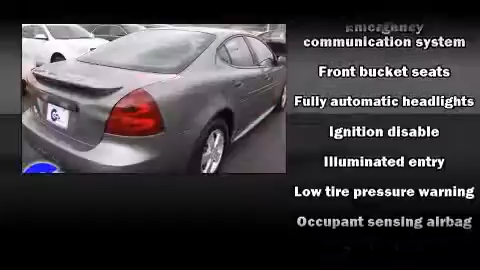 Emergency
communication system
Front bucket seats
Fully automatic headlights
Ignition disable
Illuminated entry
Low tire pressure warning
Occupant sensing airbag